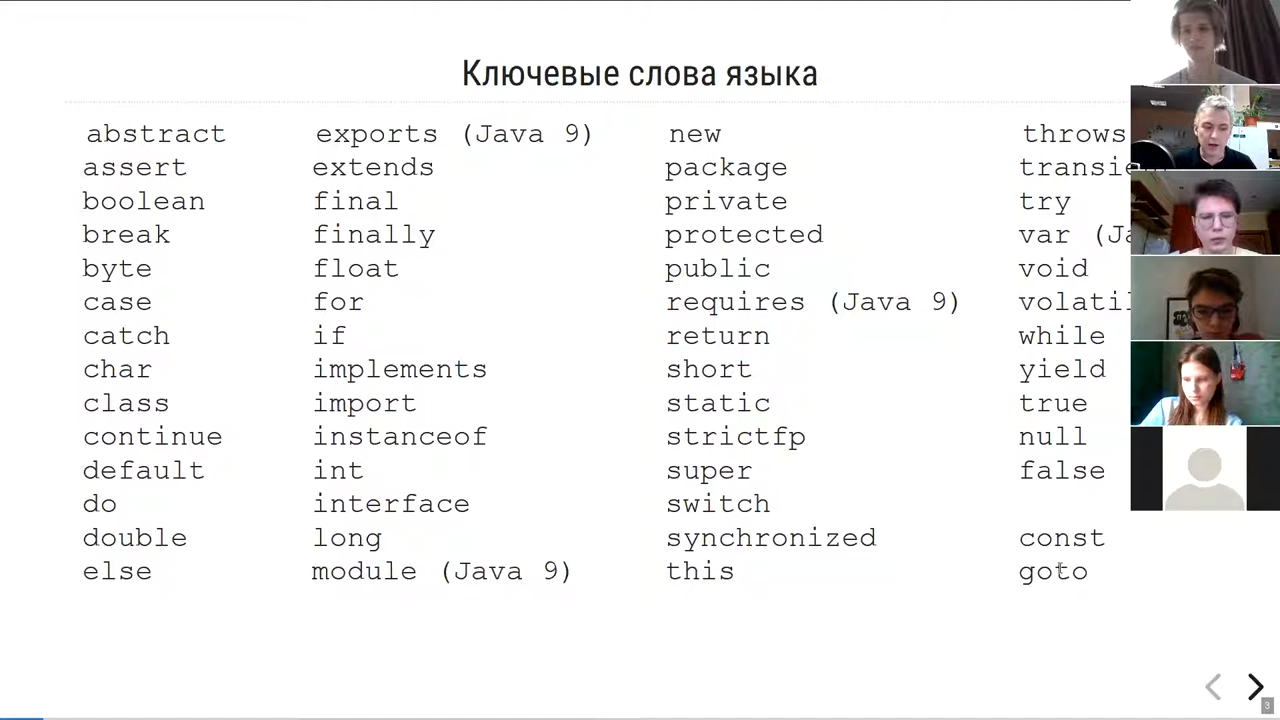 Ключевые слова языка
abstract
assert
boolean
break
byte
case
catch
char
class
continue
default
do
double
else
exports (Java 9)
extends
final
finally
float
for
if
implements
import
instanceof
int
interface
long
module (Java 9)
new
package
private
protected
public
requires (Java 9)
return
short
static
strictfp
super
switch
synchronized
this
throws
try
var
void
while
yield
true
null
false
const
goto
3